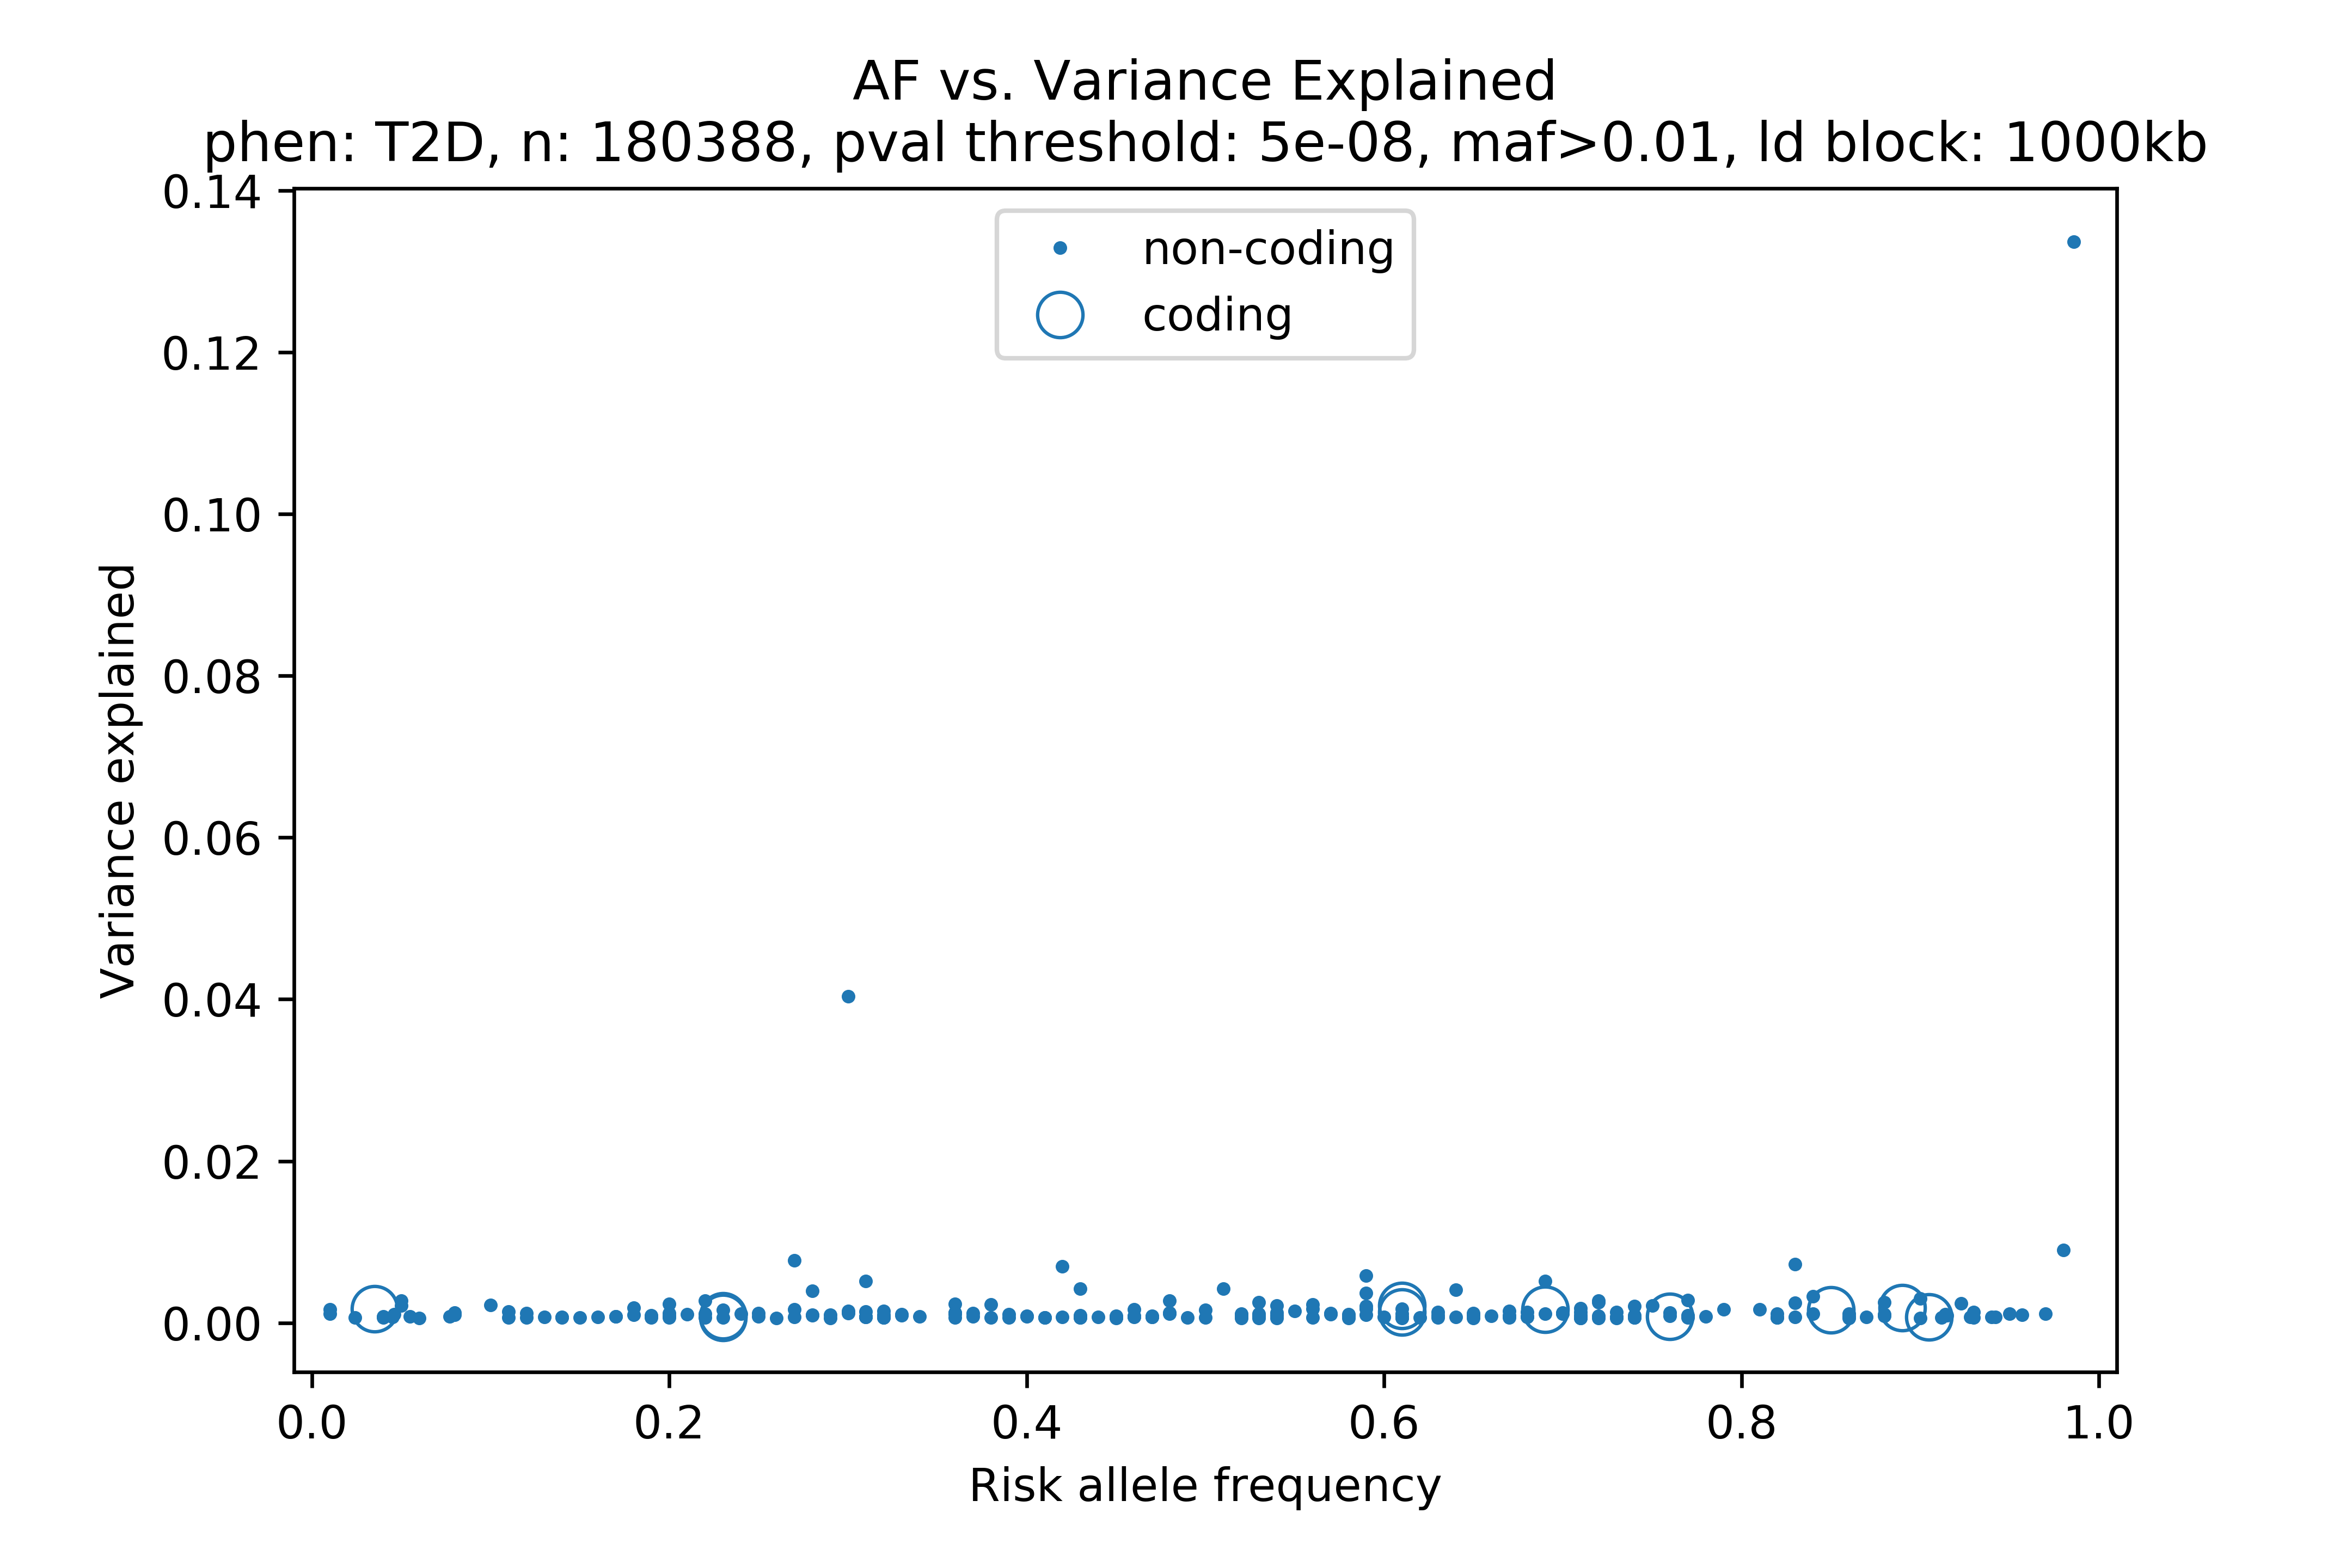 AF vs. Variance Explained
phen: T2D, n: 180388, pval threshold: 5e-08, maf>0.01, ld block: 1000kb
0.14
0.12
0.10
0.08
0.06
0.04
0.02
0.00
Variance explained
non-coding
coding
0.0
0.2
0.4
0.6
0.8
1.0
Risk allele frequency